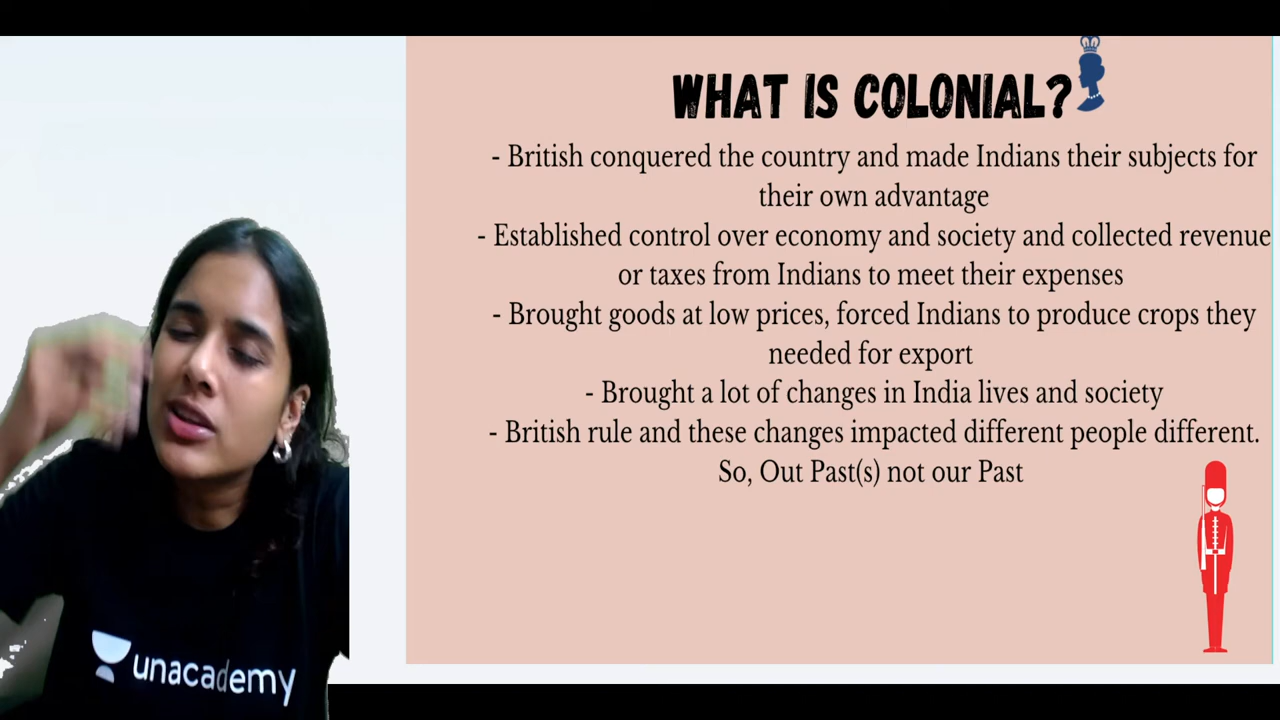 WHAT IS COLONIAL?
- British conquered the country and made Indians their subjects for
their own advantage
- Established control over economy and society and collected revenue
or taxes from Indians to meet their expenses
- Brought goods at low prices, forced Indians to produce crops they
needed for export
- Brought a lot of changes in India lives and society
- British rule and these changes impacted different people different.
So, Out Past(s) not our Past
unacademy